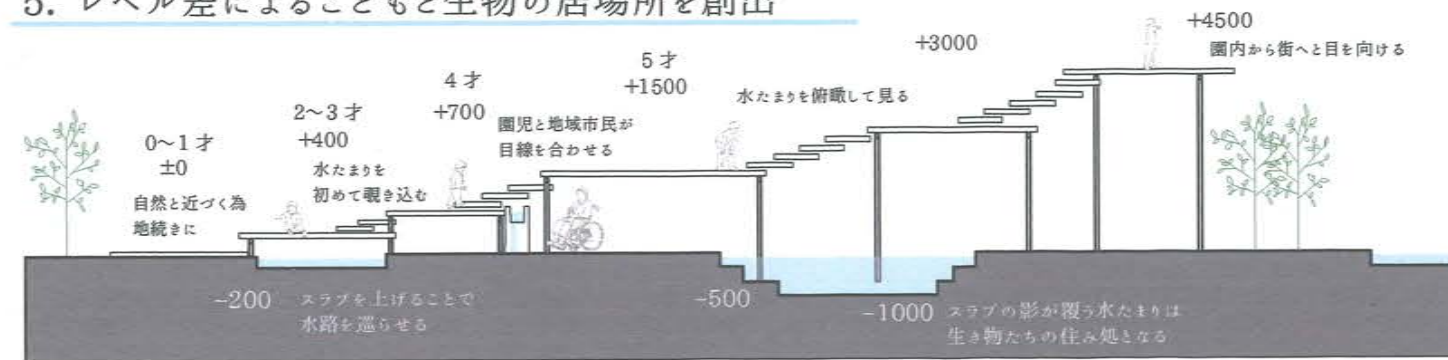 5. レベル差によるこどもと生物の居場所を創出
0〜1才
±0
自然と近づく為
地続きに
2〜3才
+400
水たまりを
初めて覗き込む
4才
+700
園児と地域市民が
目線を合わせる
5才
+1500
水たまりを俯瞰して見る
+3000
+4500
園内から街へと目を向ける
-200
スラブを上げることで
水路を巡らせる
-500
-1000
スラブの影が覆う水たまりは
生き物たちの住み処となる